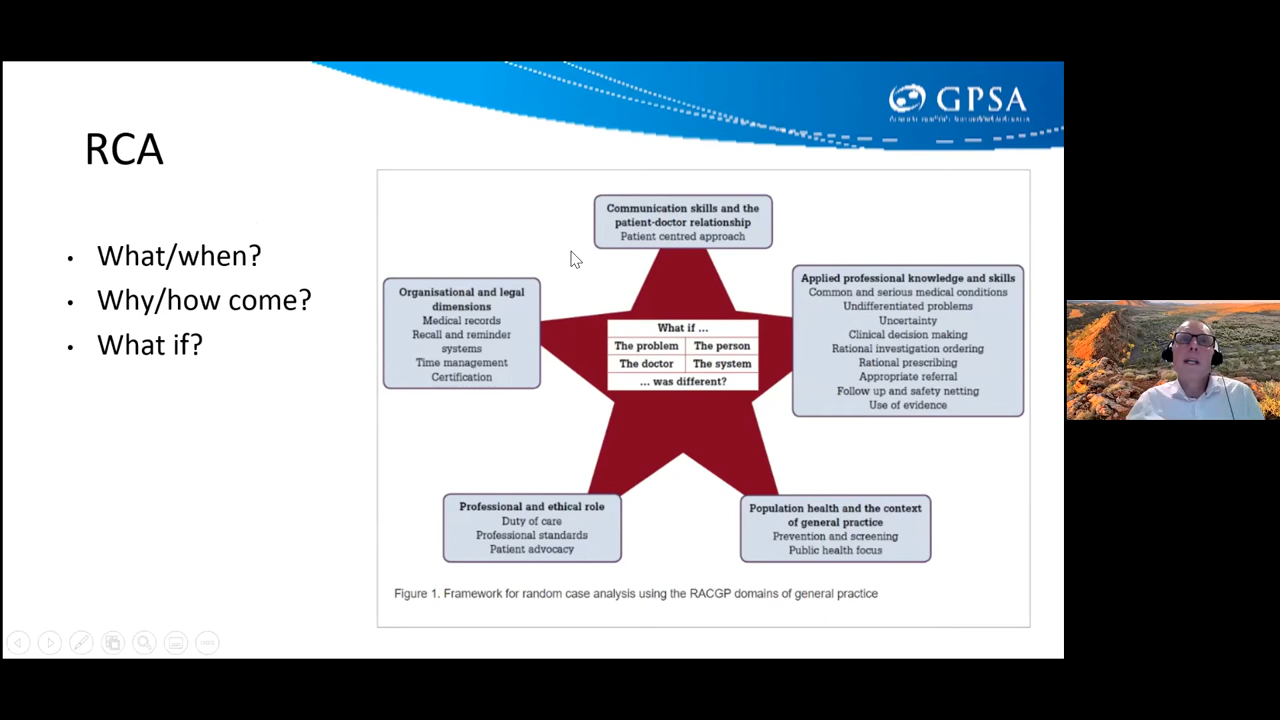 GPSA
RCA
• What/when?
• Why/how come?
• What if?
Communication skills and the
patient-doctor relationship
Patient centred approach
Organisational and legal
dimensions
Medical records
Recall and reminder
systems
Time management
Certification
What if ...
The problem The person
The doctor The system
... was different?
Applied professional knowledge and skills
Common and serious medical conditions
Undifferentiated problems
Uncertainty
Clinical decision making
Rational investigation ordering
Rational prescribing
Appropriate referral
Follow up and safety netting
Use of evidence
Professional and ethical role
Duty of care
Professional standards
Patient advocacy
Population health and the context
of general practice
Prevention and screening
Public health focus
Figure 1. Framework for random case analysis using the RACGP domains of general practice